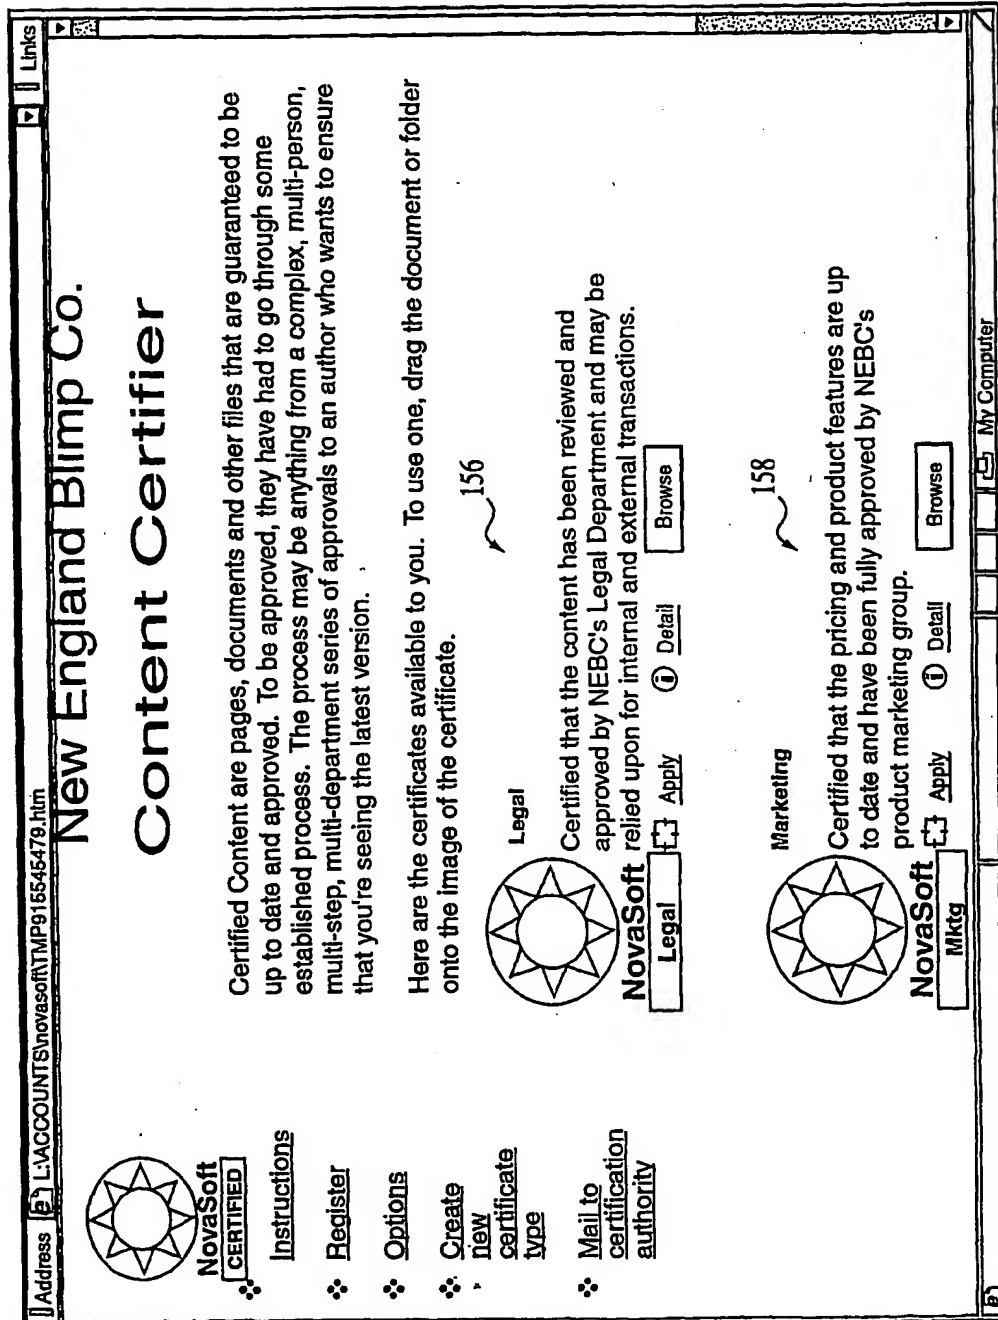 Address L:\ACCOUNTS\novasoft\TMP915545479.htm Links
New England Blimp Co.
Content Certifier
NovaSoft
CERTIFIED
Instructions
Register
Options
Create
new
certificate
type
Mail to
certification
authority
Certified Content are pages, documents and other files that are guaranteed to be
up to date and approved. To be approved, they have had to go through some
established process. The process may be anything from a complex, multi-person,
multi-step, multi-department series of approvals to an author who wants to ensure
that you're seeing the latest version.
Here are the certificates available to you. To use one, drag the document or folder
onto the image of the certificate.
156
Legal
Certified that the content has been reviewed and
approved by NEBC's Legal Department and may be
relied upon for internal and external transactions.
NovaSoft
Legal
Apply Detail Browse
158
Marketing
Certified that the pricing and product features are up
to date and have been fully approved by NEBC's
product marketing group.
NovaSoft
Mktg
Apply Detail Browse
My Computer